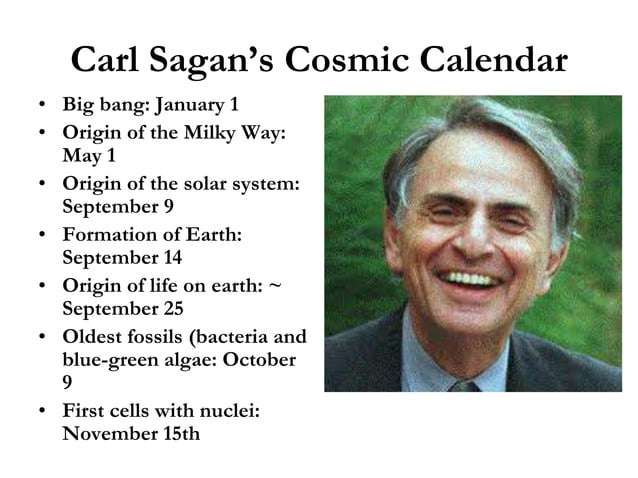 Carl Sagan's Cosmic Calendar
• Big bang: January 1
• Origin of the Milky Way:
May 1
• Origin of the solar system:
September 9
• Formation of Earth:
September 14
• Origin of life on earth: ~
September 25
• Oldest fossils (bacteria and
blue-green algae: October
9
• First cells with nuclei:
November 15th